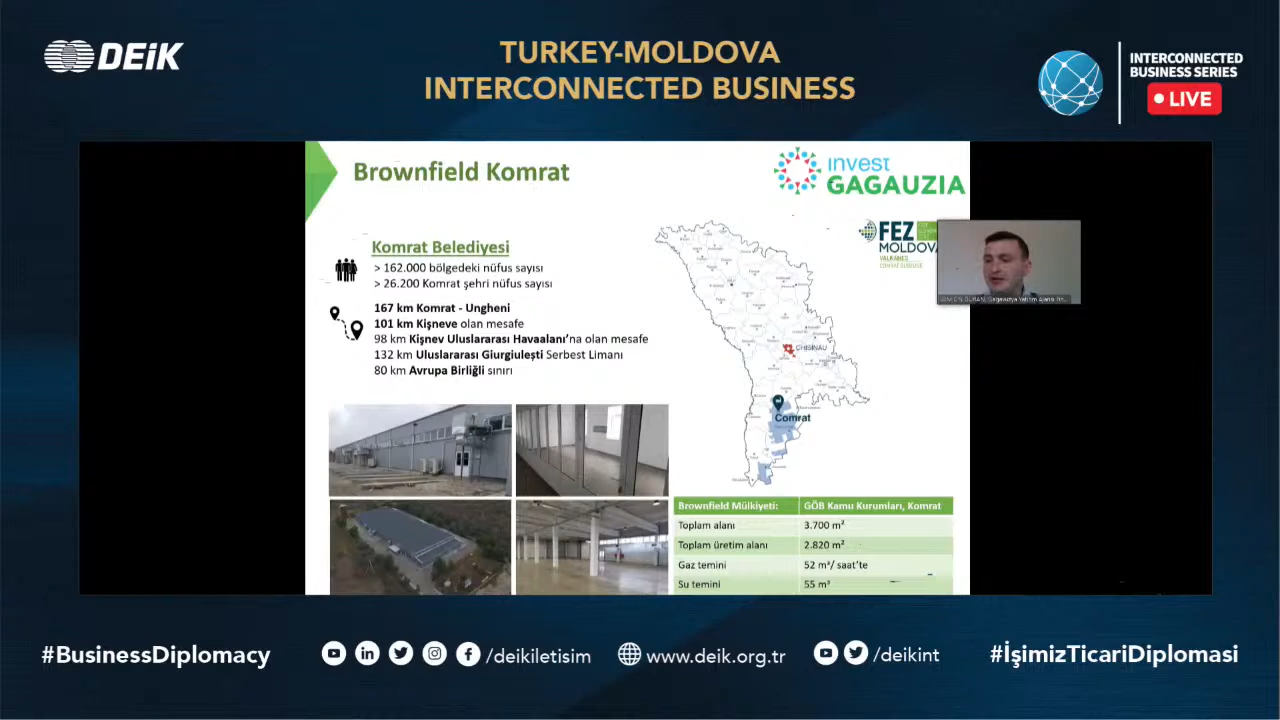 DEiK
TURKEY-MOLDOVA
INTERCONNECTED BUSINESS
INTERCONNECTED
BUSINESS SERIES
LIVE
Brownfield Komrat
invest
GAGAUZIA
FEZ
MOLDOVA
VALKANES
Komrat Belediyesi
> 162.000 bölgedeki nüfus sayısı
> 26.200 Komrat şehri nüfus sayısı
167 km Komrat - Ungheni
101 km Kişneve olan mesafe
98 km Kişnev Uluslararası Havaalanı’na olan mesafe
132 km Uluslararası Giurgiuleşti Serbest Limanı
80 km Avrupa Birliğli sınırı
CHISINAU
Comrat
Brownfield Mülkiyeti: GÖB Kamu Kurumları, Komrat
Toplam alanı 3.700 m²
Toplam üretim alanı 2.820 m²
Gaz temini 52 m³/ saat’te
Su temini 55 m³
#BusinessDiplomacy
/deikiletisim
www.deik.org.tr
/deikint
#İşimizTicariDiplomasi